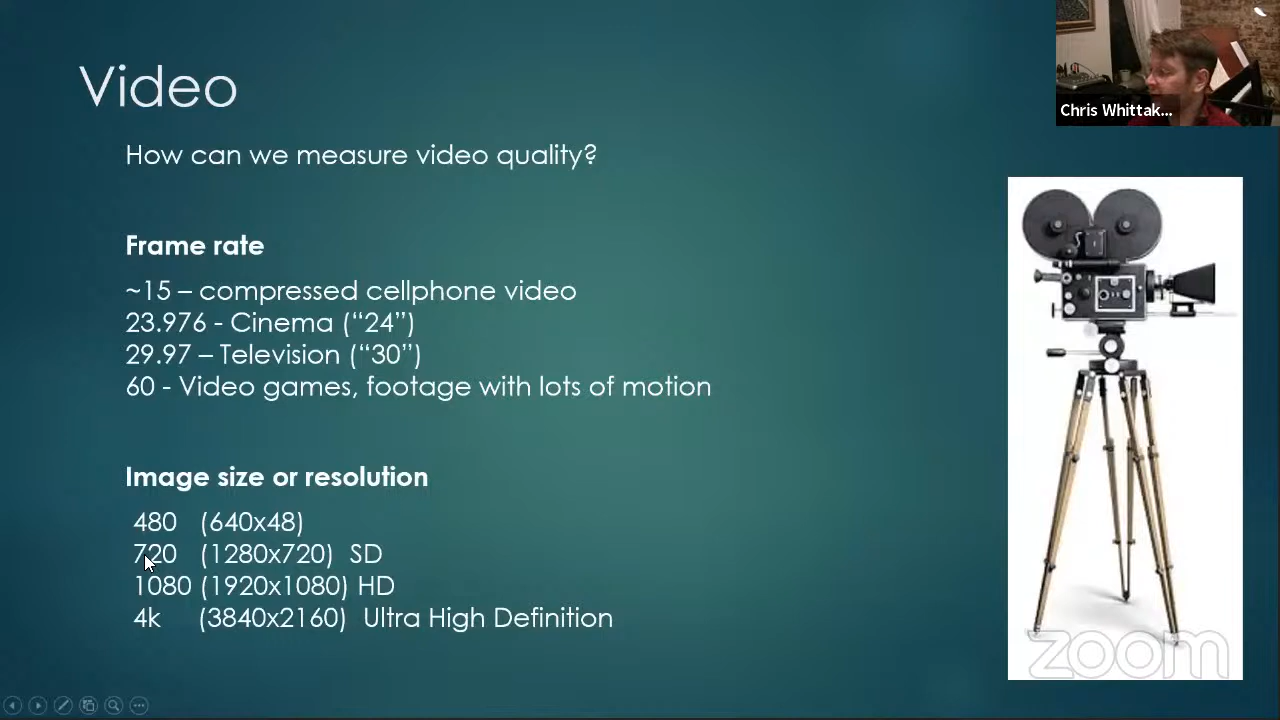 Video
Chris Whittak...
How can we measure video quality?
Frame rate
~15 – compressed cellphone video
23.976 - Cinema (“24”)
29.97 – Television (“30”)
60 - Video games, footage with lots of motion
Image size or resolution
480 (640x48)
720 (1280x720) SD
1080 (1920x1080) HD
4k (3840x2160) Ultra High Definition
zoom